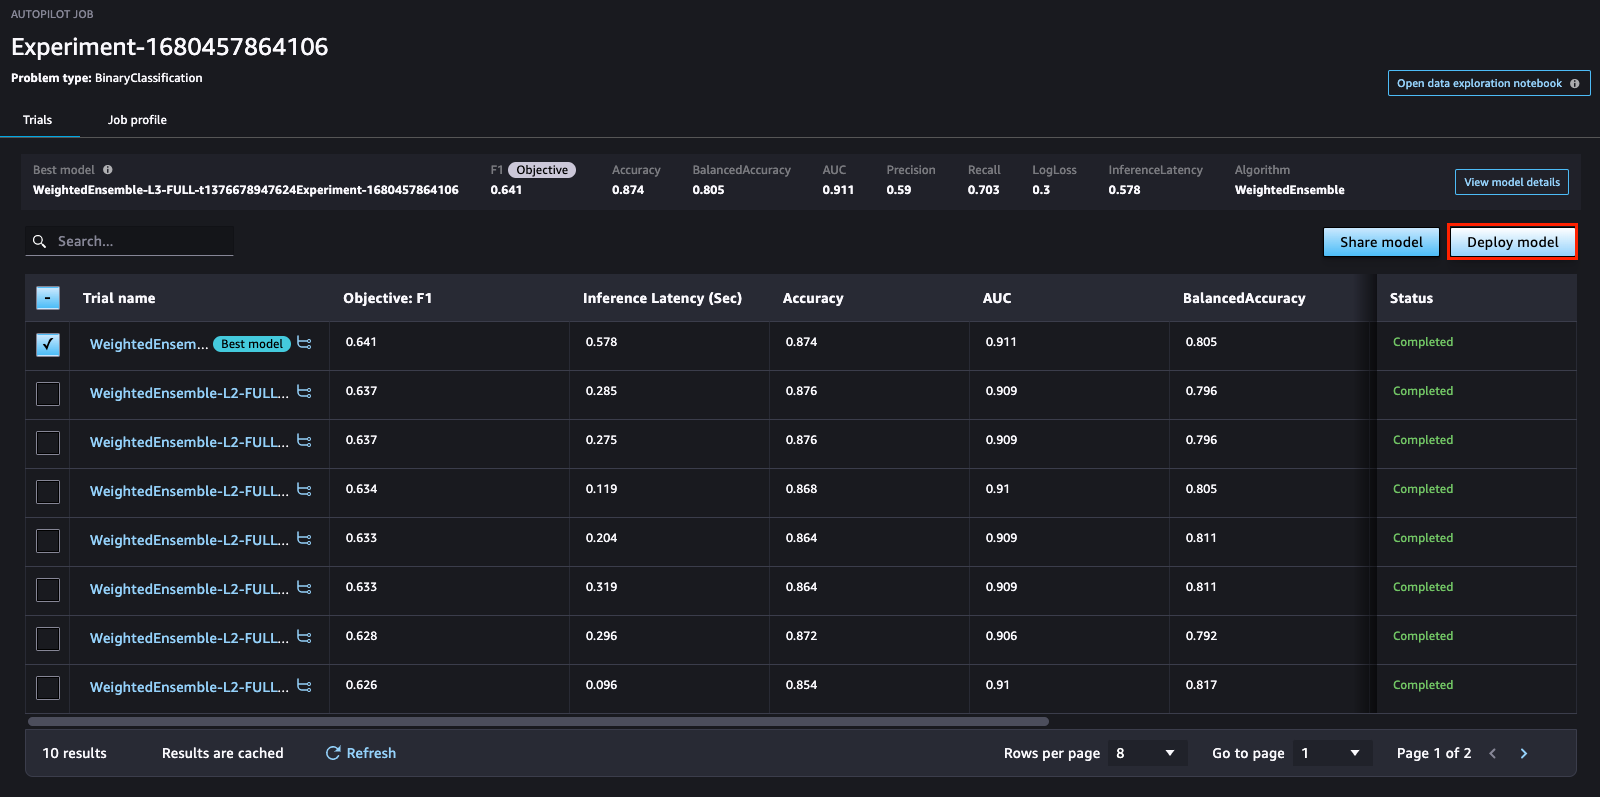 AUTOPILOT JOB
Experiment-1680457864106
Problem type: BinaryClassification
Open data exploration notebook
Trials Job profile
Best model F1 Objective Accuracy BalancedAccuracy AUC Precision Recall LogLoss InferenceLatency Algorithm
WeightedEnsemble-L3-FULL-t1376678947624Experiment-1680457864106 0.641 0.874 0.805 0.911 0.59 0.703 0.3 0.578 WeightedEnsemble
View model details
Search...
Share model Deploy model
Trial name Objective: F1 Inference Latency (Sec) Accuracy AUC BalancedAccuracy Status
WeightedEnsem... Best model 0.641 0.578 0.874 0.911 0.805 Completed
WeightedEnsemble-L2-FULL... 0.637 0.285 0.876 0.909 0.796 Completed
WeightedEnsemble-L2-FULL... 0.637 0.275 0.876 0.909 0.796 Completed
WeightedEnsemble-L2-FULL... 0.634 0.119 0.868 0.91 0.805 Completed
WeightedEnsemble-L2-FULL... 0.633 0.204 0.864 0.909 0.811 Completed
WeightedEnsemble-L2-FULL... 0.633 0.319 0.864 0.909 0.811 Completed
WeightedEnsemble-L2-FULL... 0.628 0.296 0.872 0.906 0.792 Completed
WeightedEnsemble-L2-FULL... 0.626 0.096 0.854 0.91 0.817 Completed
10 results Results are cached Refresh Rows per page 8 Go to page 1 Page 1 of 2